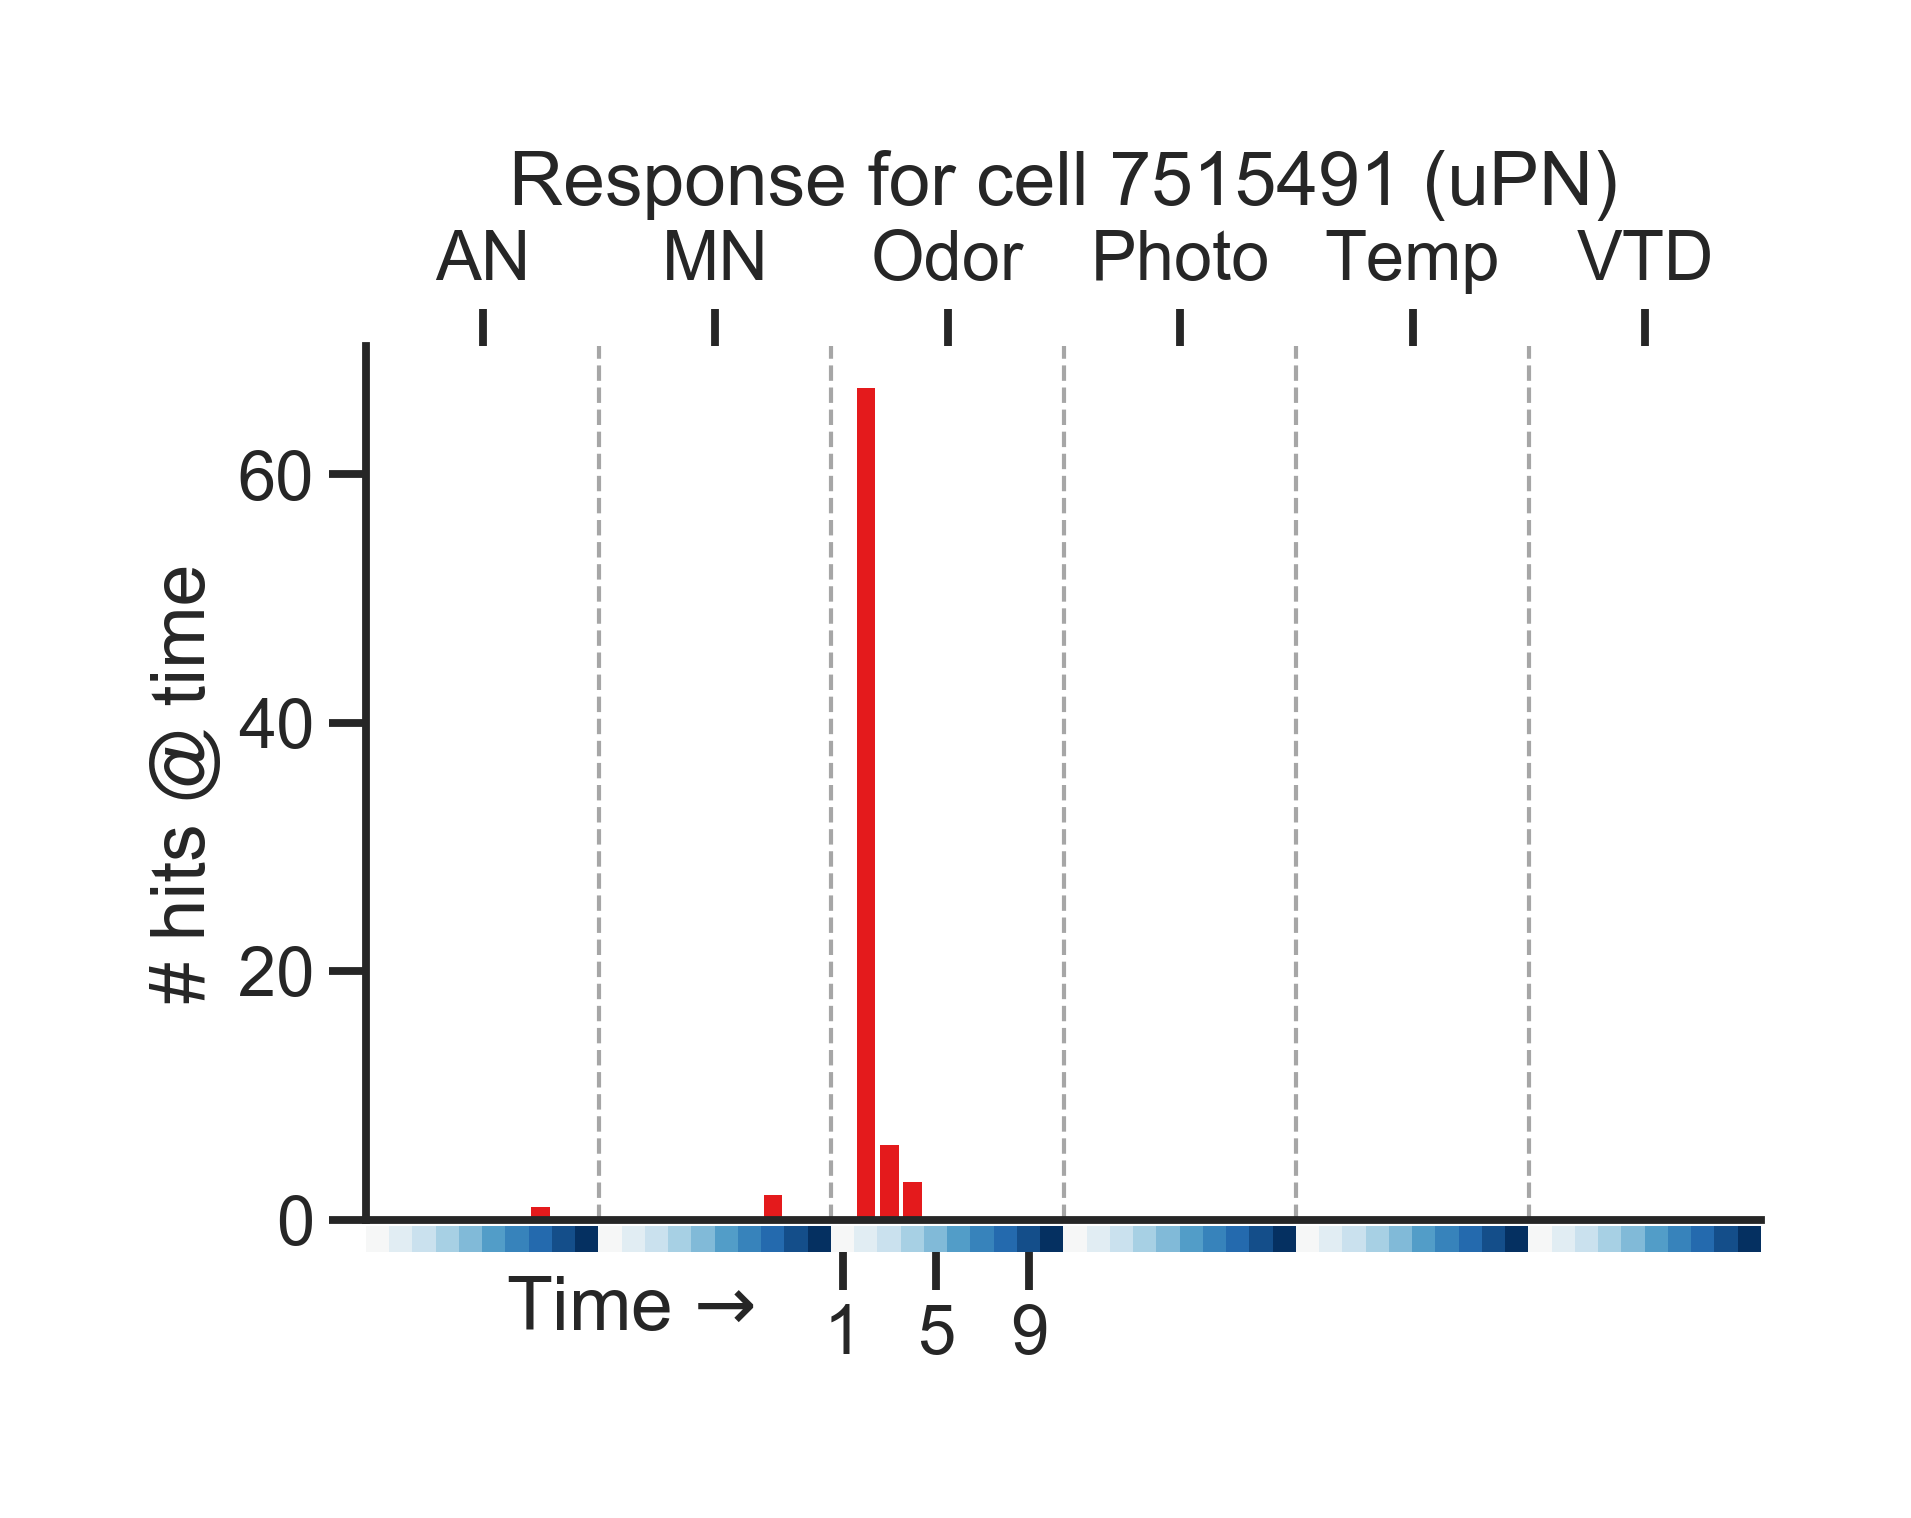 Response for cell 7515491 (uPN)
AN MN Odor Photo Temp VTD
# hits @ time
60
40
20
0
Time →
1 5 9